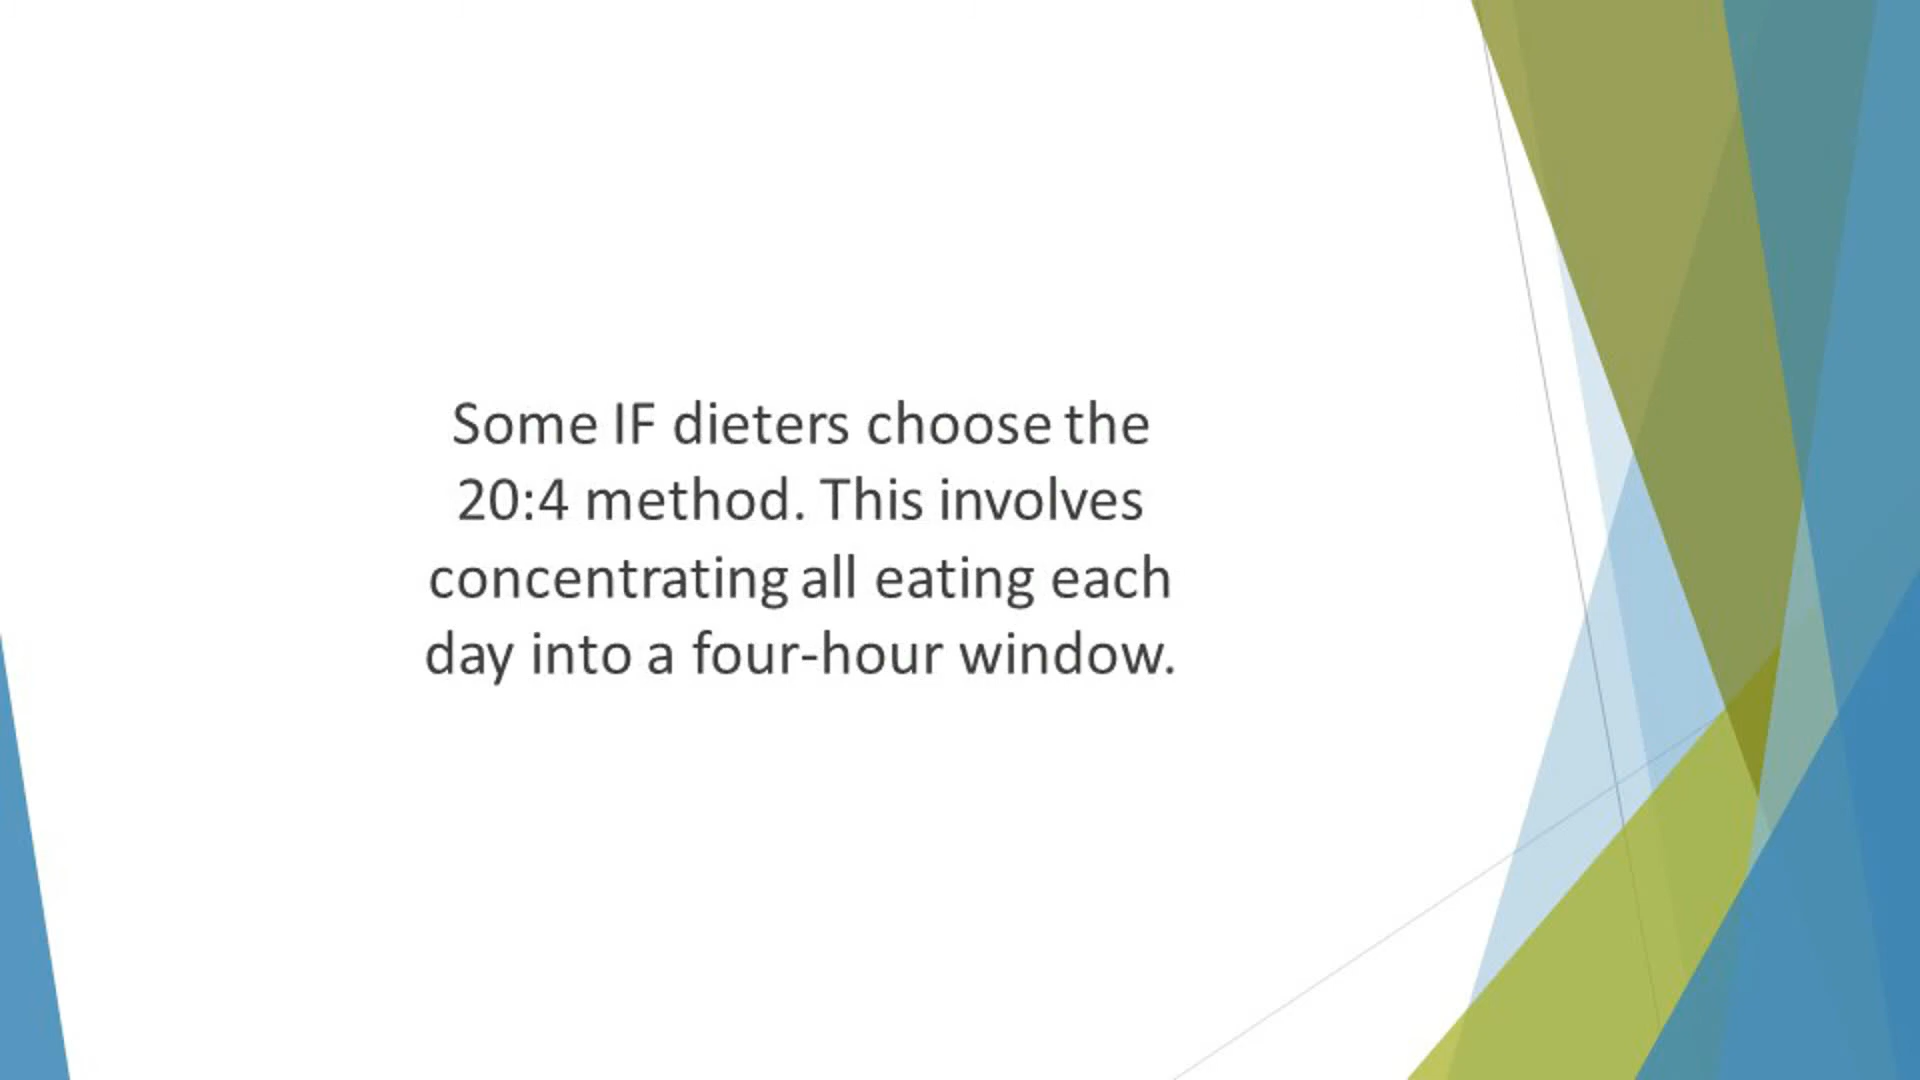 Some IF dieters choose the
20:4 method. This involves
concentrating all eating each
day into a four-hour window.